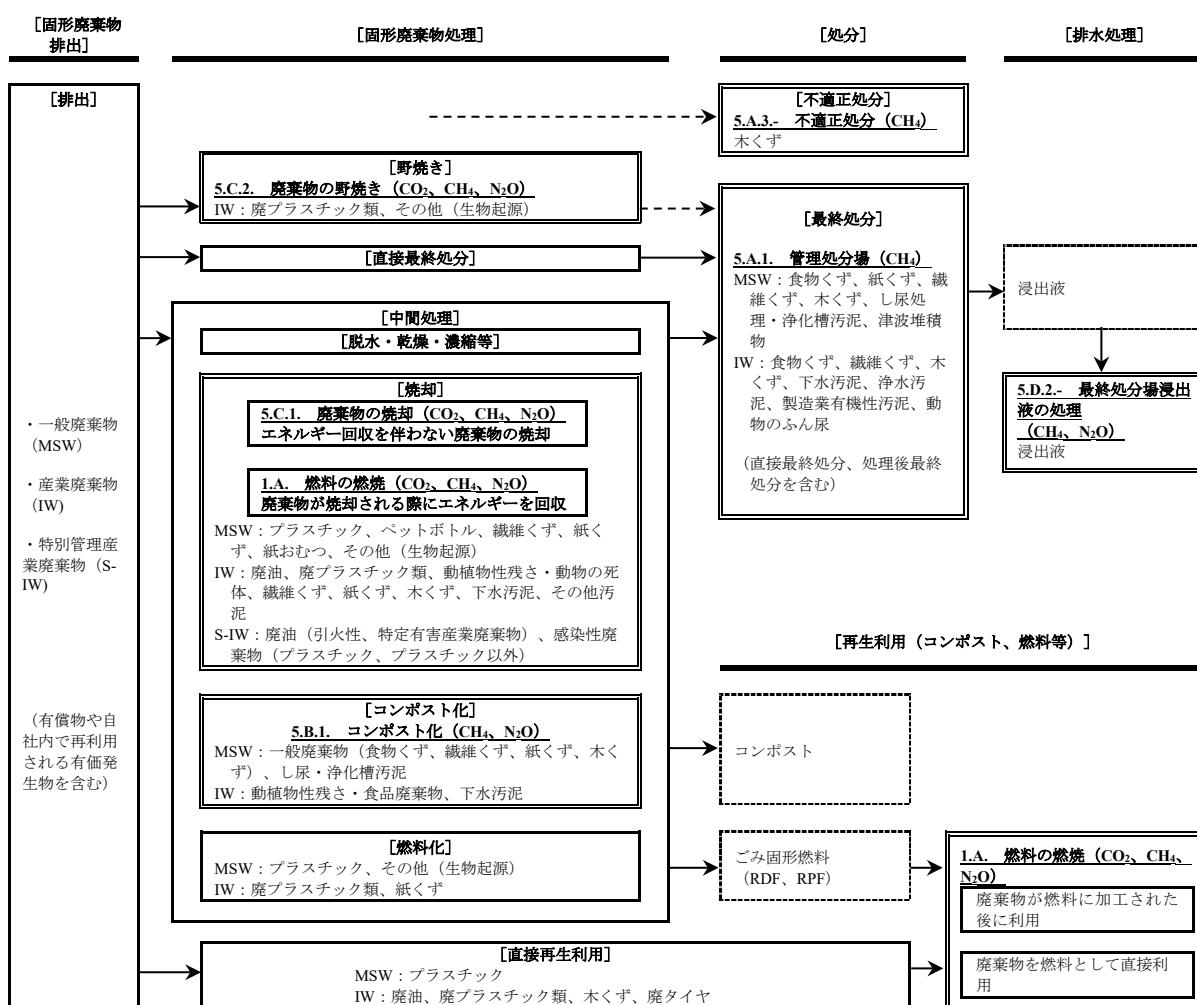 ［固形廃棄物
排出］
［固形廃棄物処理］
［処分］
［排水処理］
［排出］
・一般廃棄物
（MSW）
・産業廃棄物
（IW)
・特別管理産
業廃棄物（S-
IW)
（有償物や自
社内で再利用
される有価発
生物を含む）
［不適正処分］
5.A.3.- 不適正処分（CH₄）
木くず
［野焼き］
5.C.2. 廃棄物の野焼き（CO₂、CH₄、N₂O）
IW：廃プラスチック類、その他（生物起源）
［直接最終処分］
［最終処分］
5.A.1. 管理処分場（CH₄）
MSW：食物くず、紙くず、繊
維くず、木くず、し尿処
理・浄化槽汚泥、津波堆積
物
IW：食物くず、繊維くず、木
くず、下水汚泥、浄水汚
泥、製造業有機性汚泥、動
物のふん尿
（直接最終処分、処理後最終
処分を含む）
浸出液
5.D.2.- 最終処分場浸出
液の処理
（CH₄、N₂O）
浸出液
［中間処理］
［脱水・乾燥・濃縮等］
［焼却］
5.C.1. 廃棄物の焼却（CO₂、CH₄、N₂O）
エネルギー回収を伴わない廃棄物の焼却
1.A. 燃料の燃焼（CO₂、CH₄、N₂O）
廃棄物が焼却される際にエネルギーを回収
MSW：プラスチック、ペットボトル、繊維くず、紙く
ず、紙おむつ、その他（生物起源）
IW：廃油、廃プラスチック類、動植物性残さ・動物の死
体、繊維くず、紙くず、木くず、下水汚泥、その他汚
泥
S-IW：廃油（引火性、特定有害産業廃棄物）、感染性廃
棄物（プラスチック、プラスチック以外）
［再生利用（コンポスト、燃料等）］
［コンポスト化］
5.B.1. コンポスト化（CH₄、N₂O）
MSW：一般廃棄物（食物くず、繊維くず、紙くず、木く
ず）、し尿・浄化槽汚泥
IW：動植物性残さ・食品廃棄物、下水汚泥
コンポスト
［燃料化］
MSW：プラスチック、その他（生物起源）
IW：廃プラスチック類、紙くず
ごみ固形燃料
（RDF、RPF）
1.A. 燃料の燃焼（CO₂、CH₄、
N₂O）
廃棄物が燃料に加工された
後に利用
廃棄物を燃料として直接利
用
［直接再生利用］
MSW：プラスチック
IW：廃油、廃プラスチック類、木くず、廃タイヤ